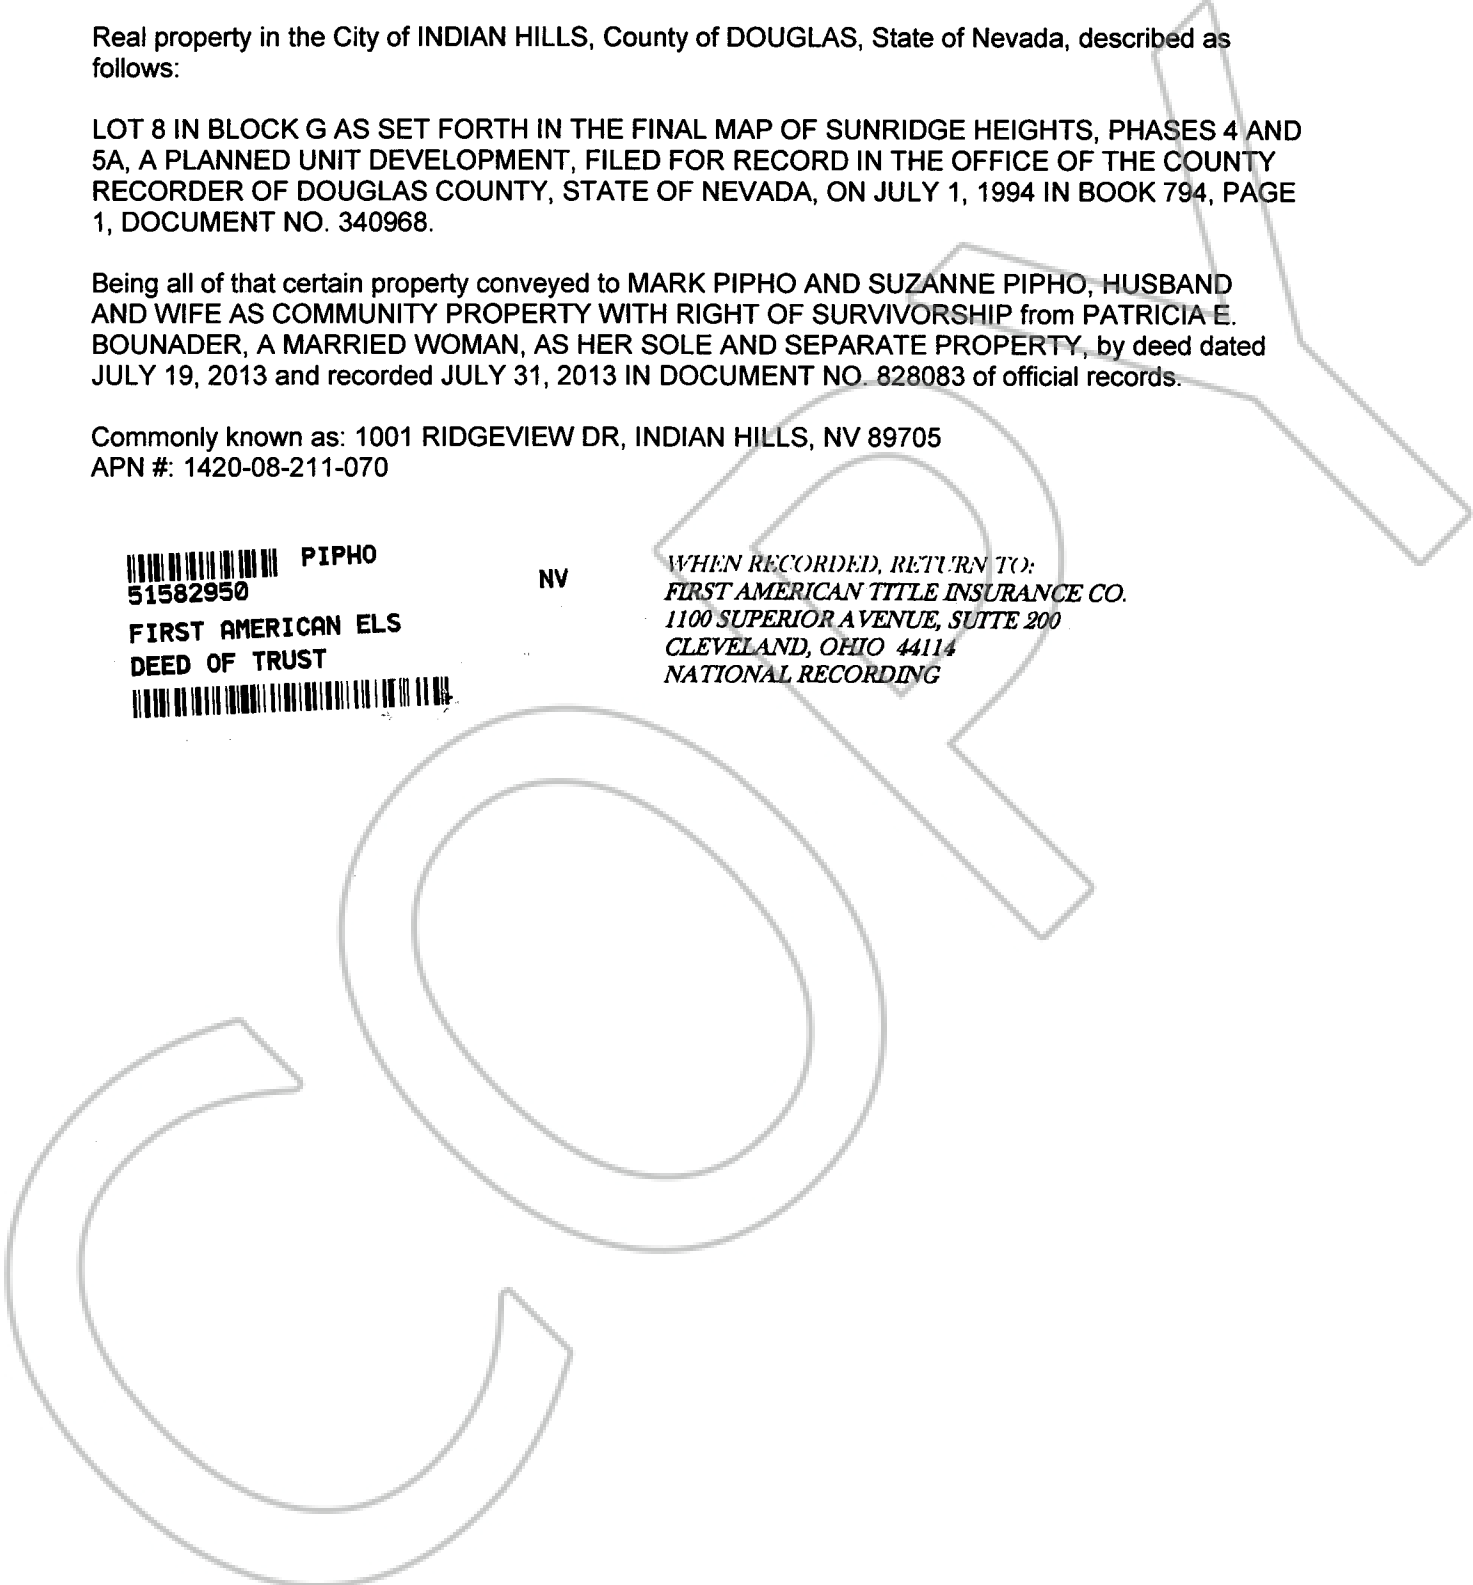 Real property in the City of INDIAN HILLS, County of DOUGLAS, State of Nevada, described as
follows:
LOT 8 IN BLOCK G AS SET FORTH IN THE FINAL MAP OF SUNRIDGE HEIGHTS, PHASES 4 AND
5A, A PLANNED UNIT DEVELOPMENT, FILED FOR RECORD IN THE OFFICE OF THE COUNTY
RECORDER OF DOUGLAS COUNTY, STATE OF NEVADA, ON JULY 1, 1994 IN BOOK 794, PAGE
1, DOCUMENT NO. 340968.
Being all of that certain property conveyed to MARK PIPHO AND SUZANNE PIPHO, HUSBAND
AND WIFE AS COMMUNITY PROPERTY WITH RIGHT OF SURVIVORSHIP from PATRICIA E.
BOUNADER, A MARRIED WOMAN, AS HER SOLE AND SEPARATE PROPERTY, by deed dated
JULY 19, 2013 and recorded JULY 31, 2013 IN DOCUMENT NO. 828083 of official records.
Commonly known as: 1001 RIDGEVIEW DR, INDIAN HILLS, NV 89705
APN #: 1420-08-211-070
PIPHO
51582950
NV
FIRST AMERICAN ELS
DEED OF TRUST
WHEN RECORDED, RETURN TO:
FIRST AMERICAN TITLE INSURANCE CO.
1100 SUPERIOR AVENUE, SUITE 200
CLEVELAND, OHIO 44114
NATIONAL RECORDING
COPY